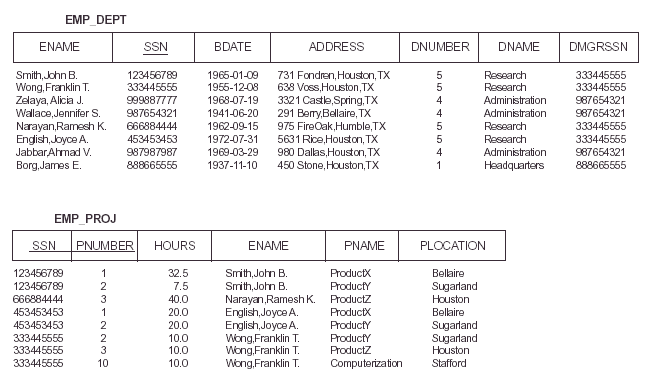 EMP_DEPT
ENAME SSN BDATE ADDRESS DNUMBER DNAME DMGRSSN
Smith,John B. 123456789 1965-01-09 731 Fondren,Houston,TX 5 Research 333445555
Wong,Franklin T. 333445555 1955-12-08 638 Voss,Houston,TX 5 Research 333445555
Zelaya, Alicia J. 999887777 1968-07-19 3321 Castle,Spring,TX 4 Administration 987654321
Wallace,Jennifer S. 987654321 1941-06-20 291 Berry,Bellaire,TX 4 Administration 987654321
Narayan,Ramesh K. 666884444 1962-09-15 975 FireOak,Humble,TX 5 Research 333445555
English,Joyce A. 453453453 1972-07-31 5631 Rice,Houston,TX 5 Research 333445555
Jabbar,Ahmad V. 987987987 1969-03-29 980 Dallas,Houston,TX 4 Administration 987654321
Borg,James E. 888665555 1937-11-10 450 Stone,Houston,TX 1 Headquarters 888665555
EMP_PROJ
SSN PNUMBER HOURS ENAME PNAME PLOCATION
123456789 1 32.5 Smith,John B. ProductX Bellaire
123456789 2 7.5 Smith,John B. ProductY Sugarland
666884444 3 40.0 Narayan,Ramesh K. ProductZ Houston
453453453 1 20.0 English,Joyce A. ProductX Bellaire
453453453 2 20.0 English,Joyce A. ProductY Sugarland
333445555 2 10.0 Wong,Franklin T. ProductY Sugarland
333445555 3 10.0 Wong,Franklin T. ProductZ Houston
333445555 10 10.0 Wong,Franklin T. Computerization Stafford